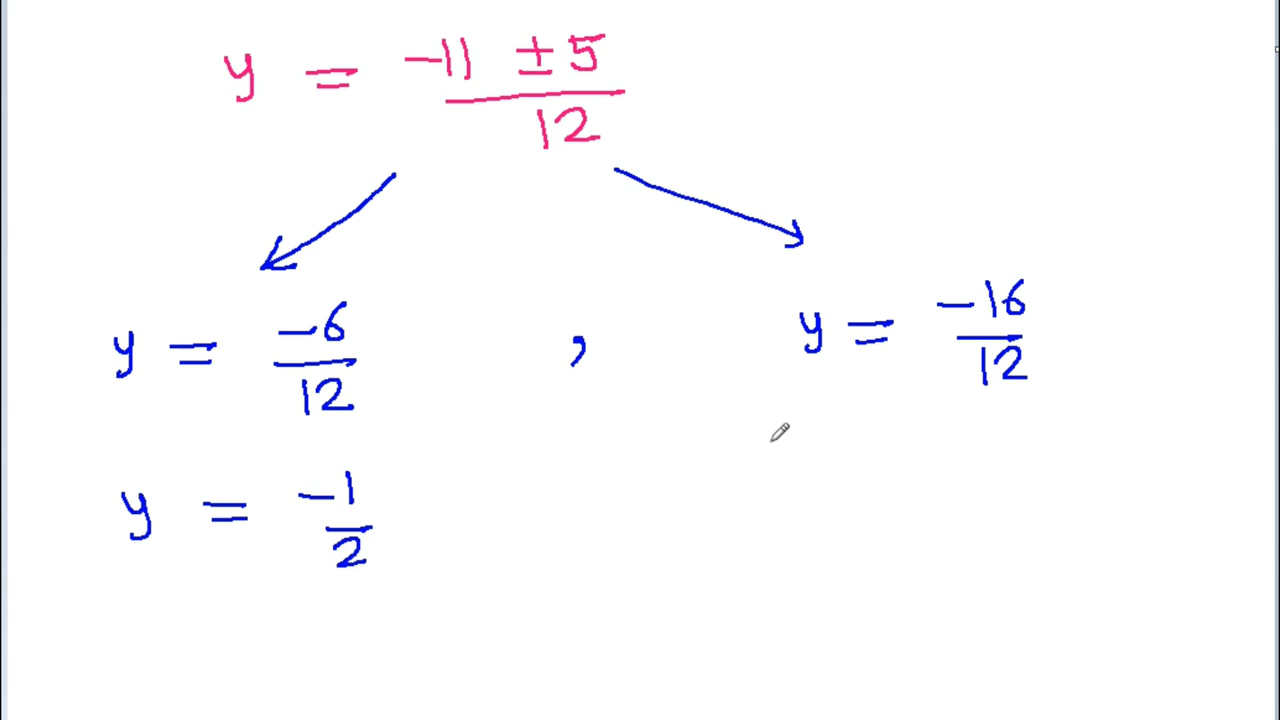 y = -11 ± 5 / 12
y = -6/12 , y = -16/12
y = -1/2